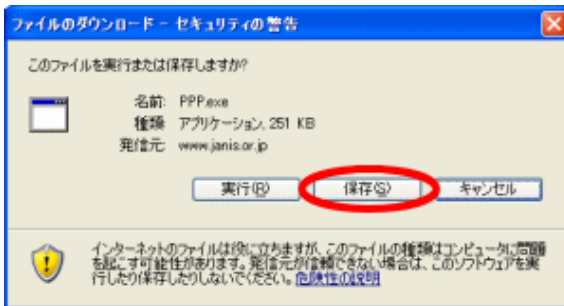 ファイルのダウンロード - セキュリティの警告
このファイルを実行または保存しますか?
名前: PPP.exe
種類: アプリケーション, 251 KB
発信元: www.janis.or.jp
実行(R) 保存(S) キャンセル
インターネットのファイルは役に立ちますが、このファイルの種類はコンピュータに問題
を起こす可能性があります。発信元が信頼できない場合は、このソフトウェアを実
行したり保存したりしないでください。危険性の説明